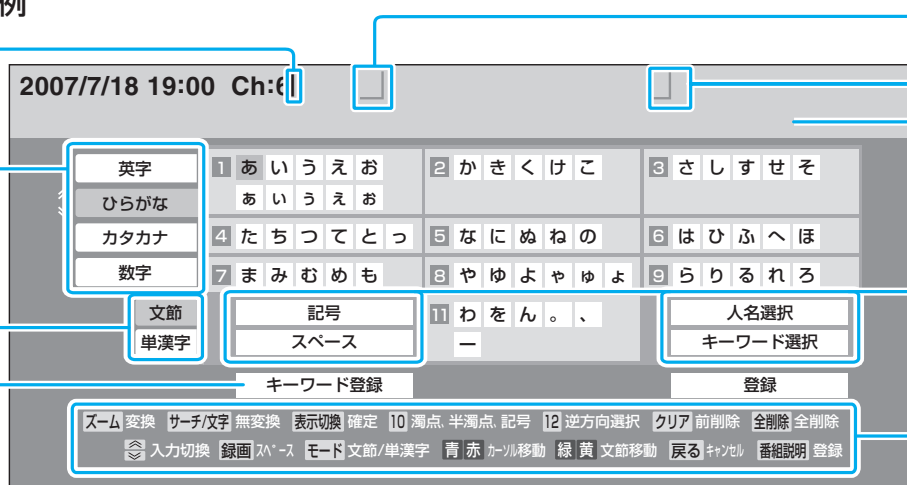 例
2007/7/18 19:00 Ch:6
英字
ひらがな
カタカナ
数字
文節
単漢字
1 あ い う え お
ぁ ぃ ぅ ぇ ぉ
2 か き く け こ
3 さ し す せ そ
4 た ち つ て と っ
5 な に ぬ ね の
6 は ひ ふ へ ほ
7 ま み む め も
8 や ゆ よ ゃ ゅ ょ
9 ら り る れ ろ
記号
スペース
11 わ を ん 。 、
ー
人名選択
キーワード選択
キーワード登録
登録
ズーム 変換 サーチ/文字 無変換 表示切換 確定 10 濁点、半濁点、記号 12 逆方向選択 クリア 前削除 全削除 全削除
入力切換 録画 スペース モード 文節/単漢字 青 赤 カーソル移動 緑 黄 文節移動 戻る キャンセル 番組説明 登録